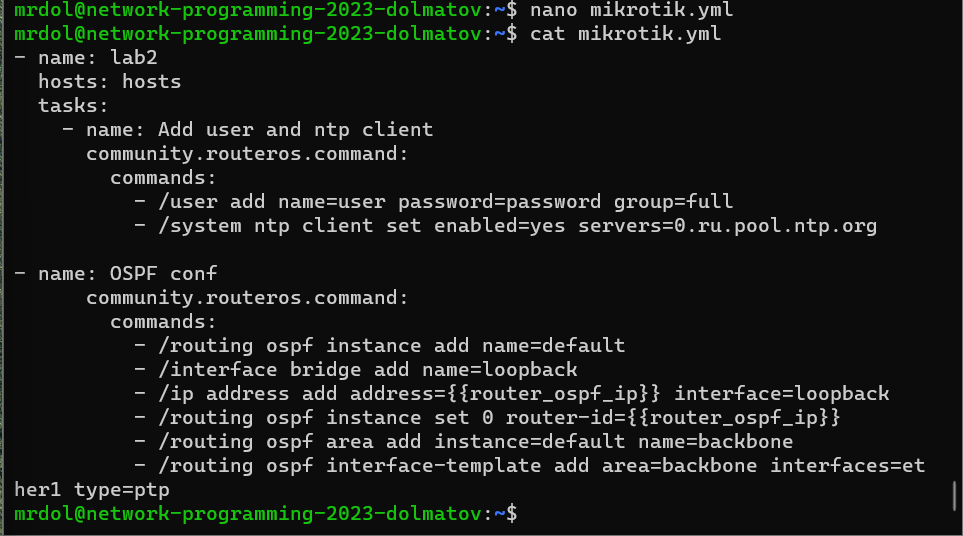 mrdol@network-programming-2023-dolmatov:~$ nano mikrotik.yml
mrdol@network-programming-2023-dolmatov:~$ cat mikrotik.yml
- name: lab2
  hosts: hosts
  tasks:
    - name: Add user and ntp client
      community.routeros.command:
        commands:
          - /user add name=user password=password group=full
          - /system ntp client set enabled=yes servers=0.ru.pool.ntp.org

- name: OSPF conf
      community.routeros.command:
        commands:
          - /routing ospf instance add name=default
          - /interface bridge add name=loopback
          - /ip address add address={{router_ospf_ip}} interface=loopback
          - /routing ospf instance set 0 router-id={{router_ospf_ip}}
          - /routing ospf area add instance=default name=backbone
          - /routing ospf interface-template add area=backbone interfaces=et
her1 type=ptp
mrdol@network-programming-2023-dolmatov:~$